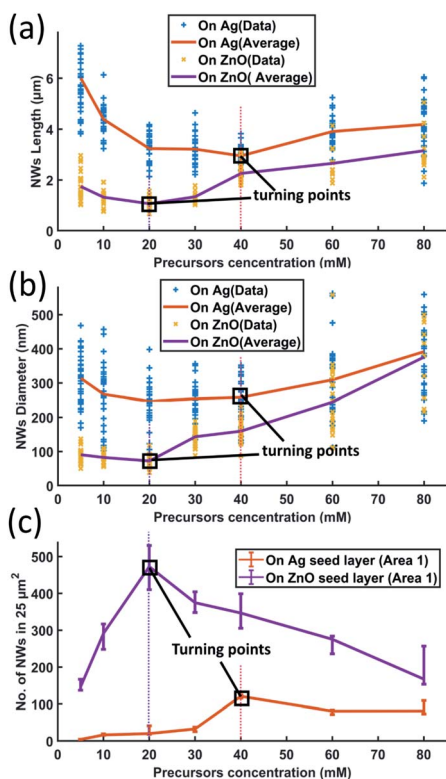 (a)
On Ag(Data)
On Ag(Average)
On ZnO(Data)
On ZnO( Average)
NWs Length (μm)
6
4
2
0
turning points
0 10 20 30 40 50 60 70 80
Precursors cencentration (mM)
(b)
On Ag(Data)
On Ag(Average)
On ZnO(Data)
On ZnO(Average)
NWs Diameter (nm)
500
400
300
200
100
0
turning points
0 10 20 30 40 50 60 70 80
Precursors cencentration (mM)
(c)
On Ag seed layer (Area 1)
On ZnO seed layer (Area 1)
No. of NWs in 25 μm²
500
400
300
200
100
0
Turning points
0 10 20 30 40 50 60 70 80
Precursors concentration (mM)